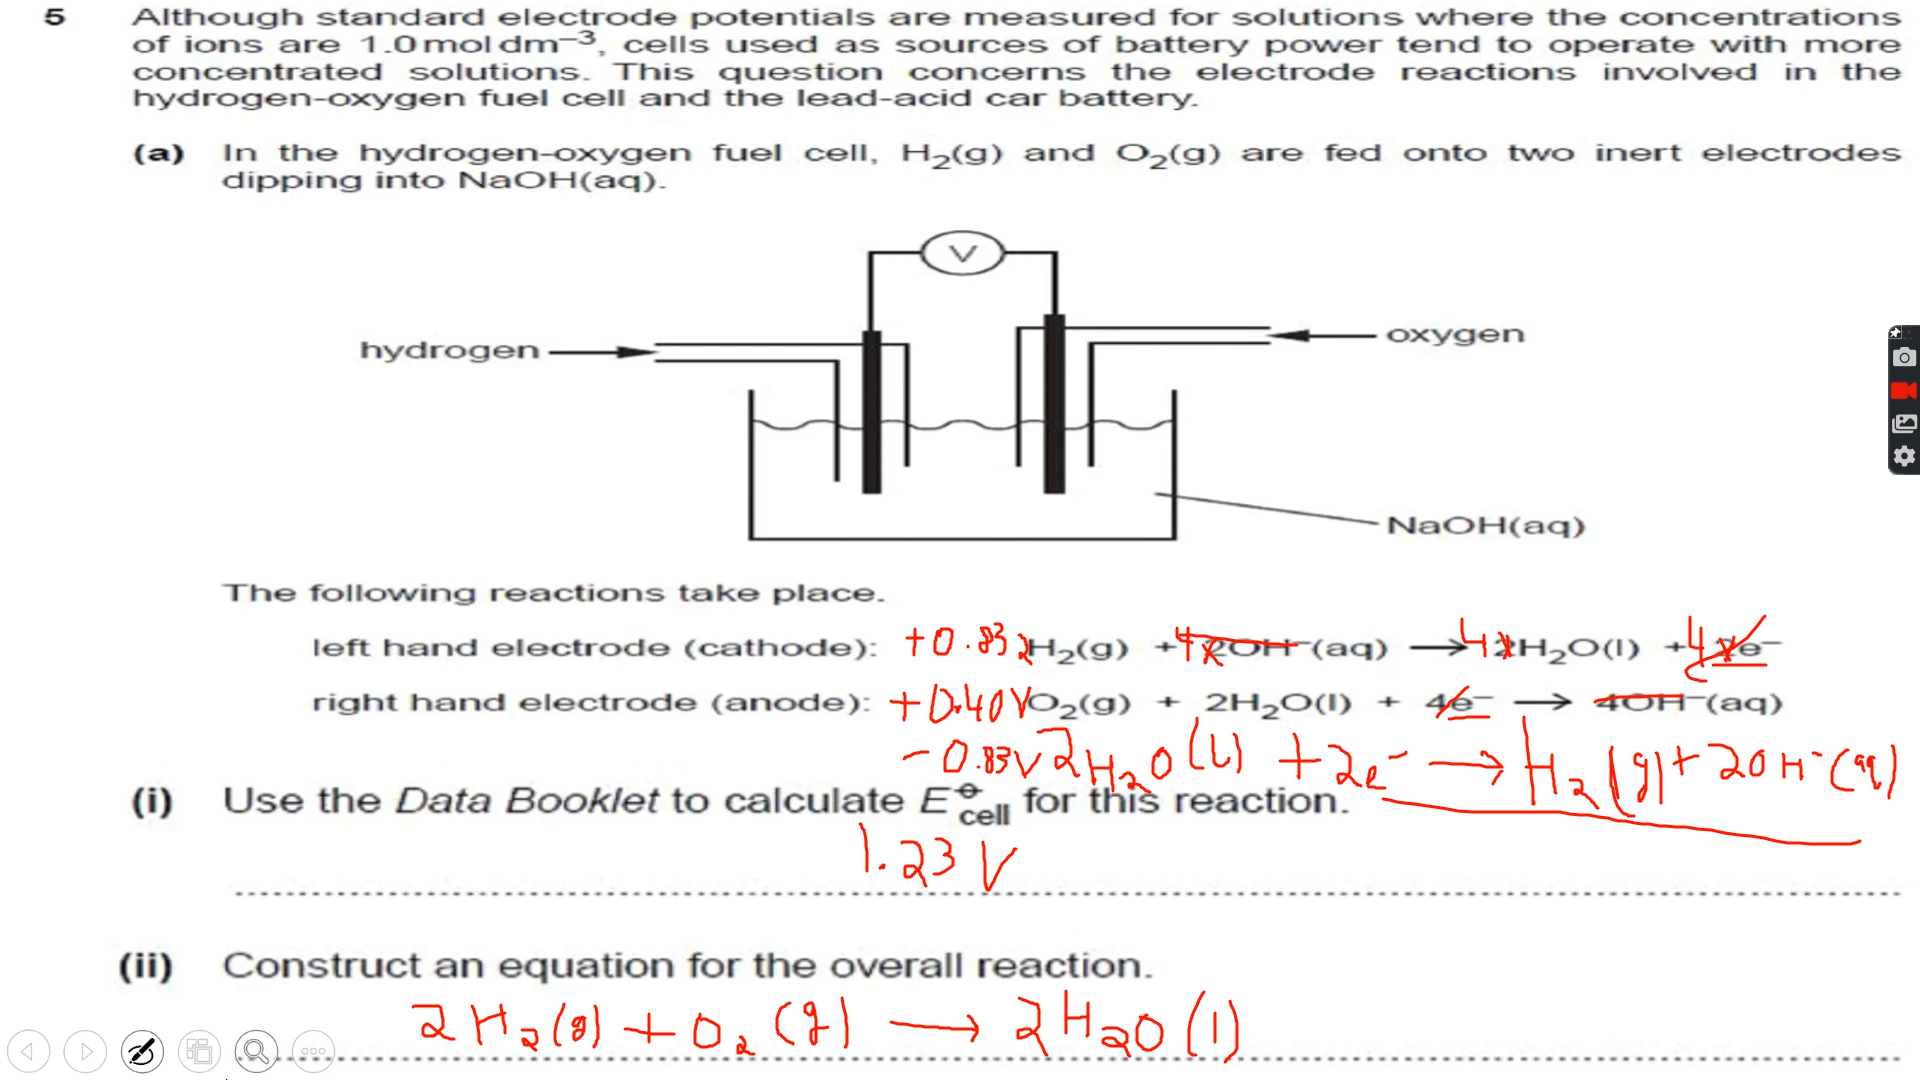 5 Although standard electrode potentials are measured for solutions where the concentrations
of ions are 1.0 mol dm⁻³, cells used as sources of battery power tend to operate with more
concentrated solutions. This question concerns the electrode reactions involved in the
hydrogen-oxygen fuel cell and the lead-acid car battery.
(a) In the hydrogen-oxygen fuel cell, H₂(g) and O₂(g) are fed onto two inert electrodes
dipping into NaOH(aq).
V
hydrogen
oxygen
NaOH(aq)
The following reactions take place.
left hand electrode (cathode): +0.83 2H₂(g) + 4 2OH⁻(aq) → 4 2H₂O(l) + 4 2e⁻
right hand electrode (anode): +0.40V O₂(g) + 2H₂O(l) + 4e⁻ → 4OH⁻(aq)
-0.83V 2H₂O(l) + 2e⁻ → H₂(g) + 2OH⁻(aq)
(i) Use the Data Booklet to calculate E⦵cell for this reaction.
1.23 V
(ii) Construct an equation for the overall reaction.
2H₂(g) + O₂(g) → 2H₂O(l)